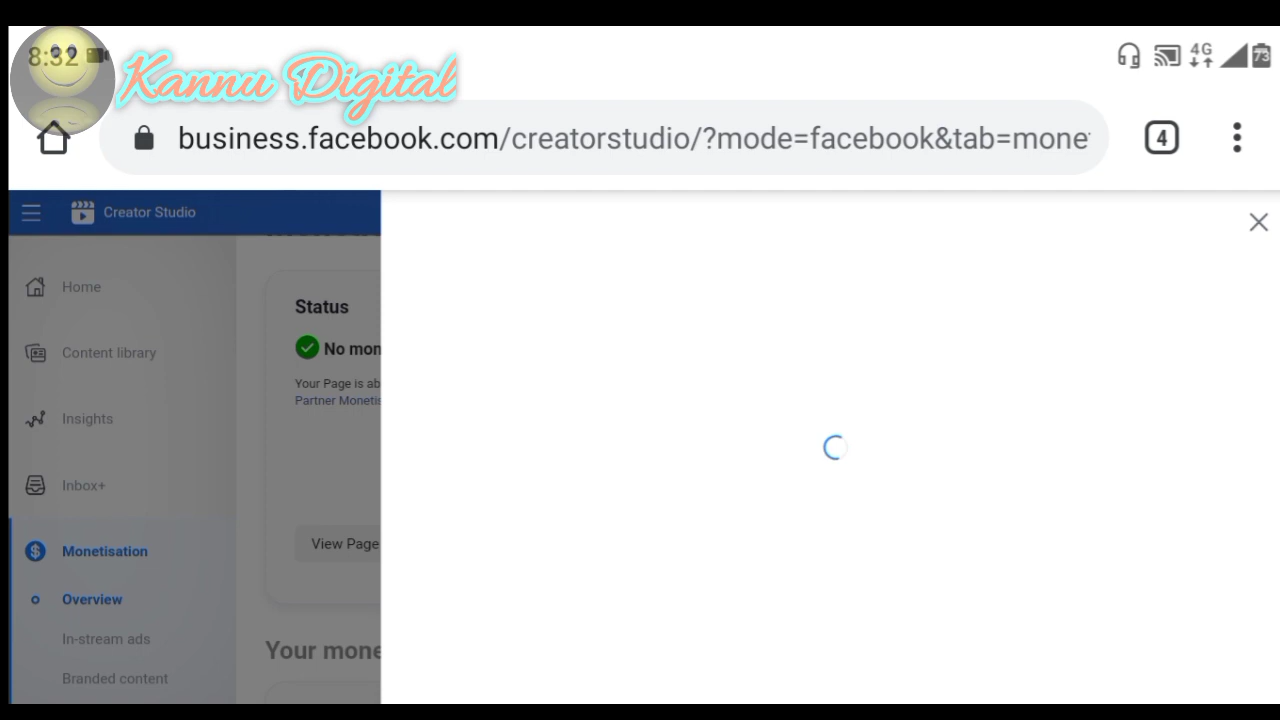 8:32
Kannu Digital
4G
73
business.facebook.com/creatorstudio/?mode=facebook&tab=mone
4
Creator Studio
Home
Content library
Insights
Inbox+
Monetisation
Overview
In-stream ads
Branded content
Status
No mon
Your Page is ab
Partner Monetis
View Page
Your mone